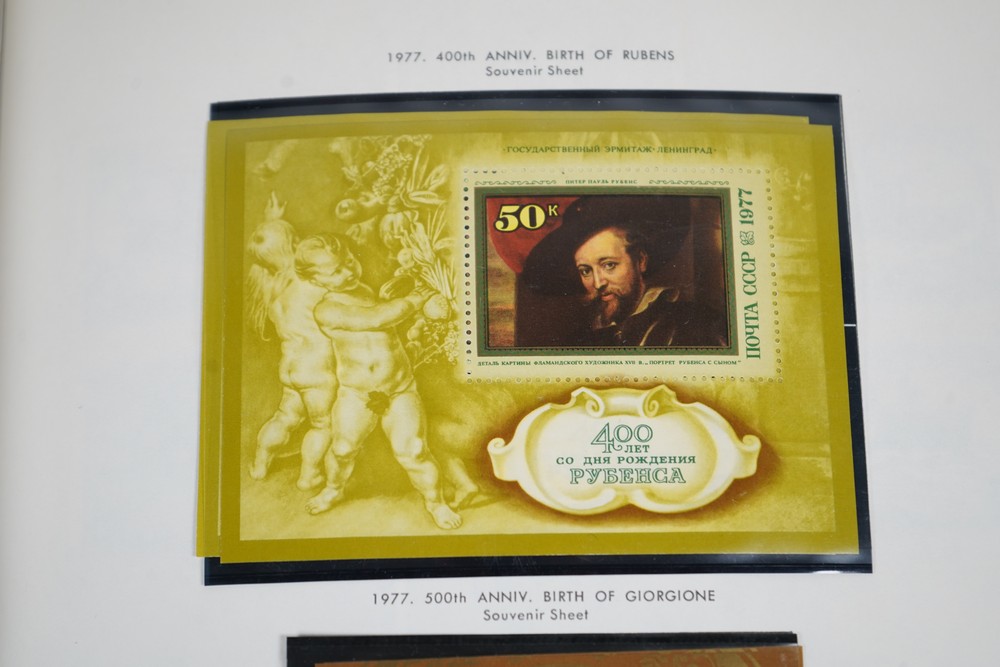 1977. 400th ANNIV. BIRTH OF RUBENS
Souvenir Sheet
·ГОСУДАРСТВЕННЫЙ ЭРМИТАЖ·ЛЕНИНГРАД·
ПИТЕР ПАУЛЬ РУБЕНС
50к
ПОЧТА СССР 1977
ДЕТАЛЬ КАРТИНЫ ФЛАМАНДСКОГО ХУДОЖНИКА XVII В. „ПОРТРЕТ РУБЕНСА С СЫНОМ"
400
ЛЕТ
СО ДНЯ РОЖДЕНИЯ
РУБЕНСА
1977. 500th ANNIV. BIRTH OF GIORGIONE
Souvenir Sheet